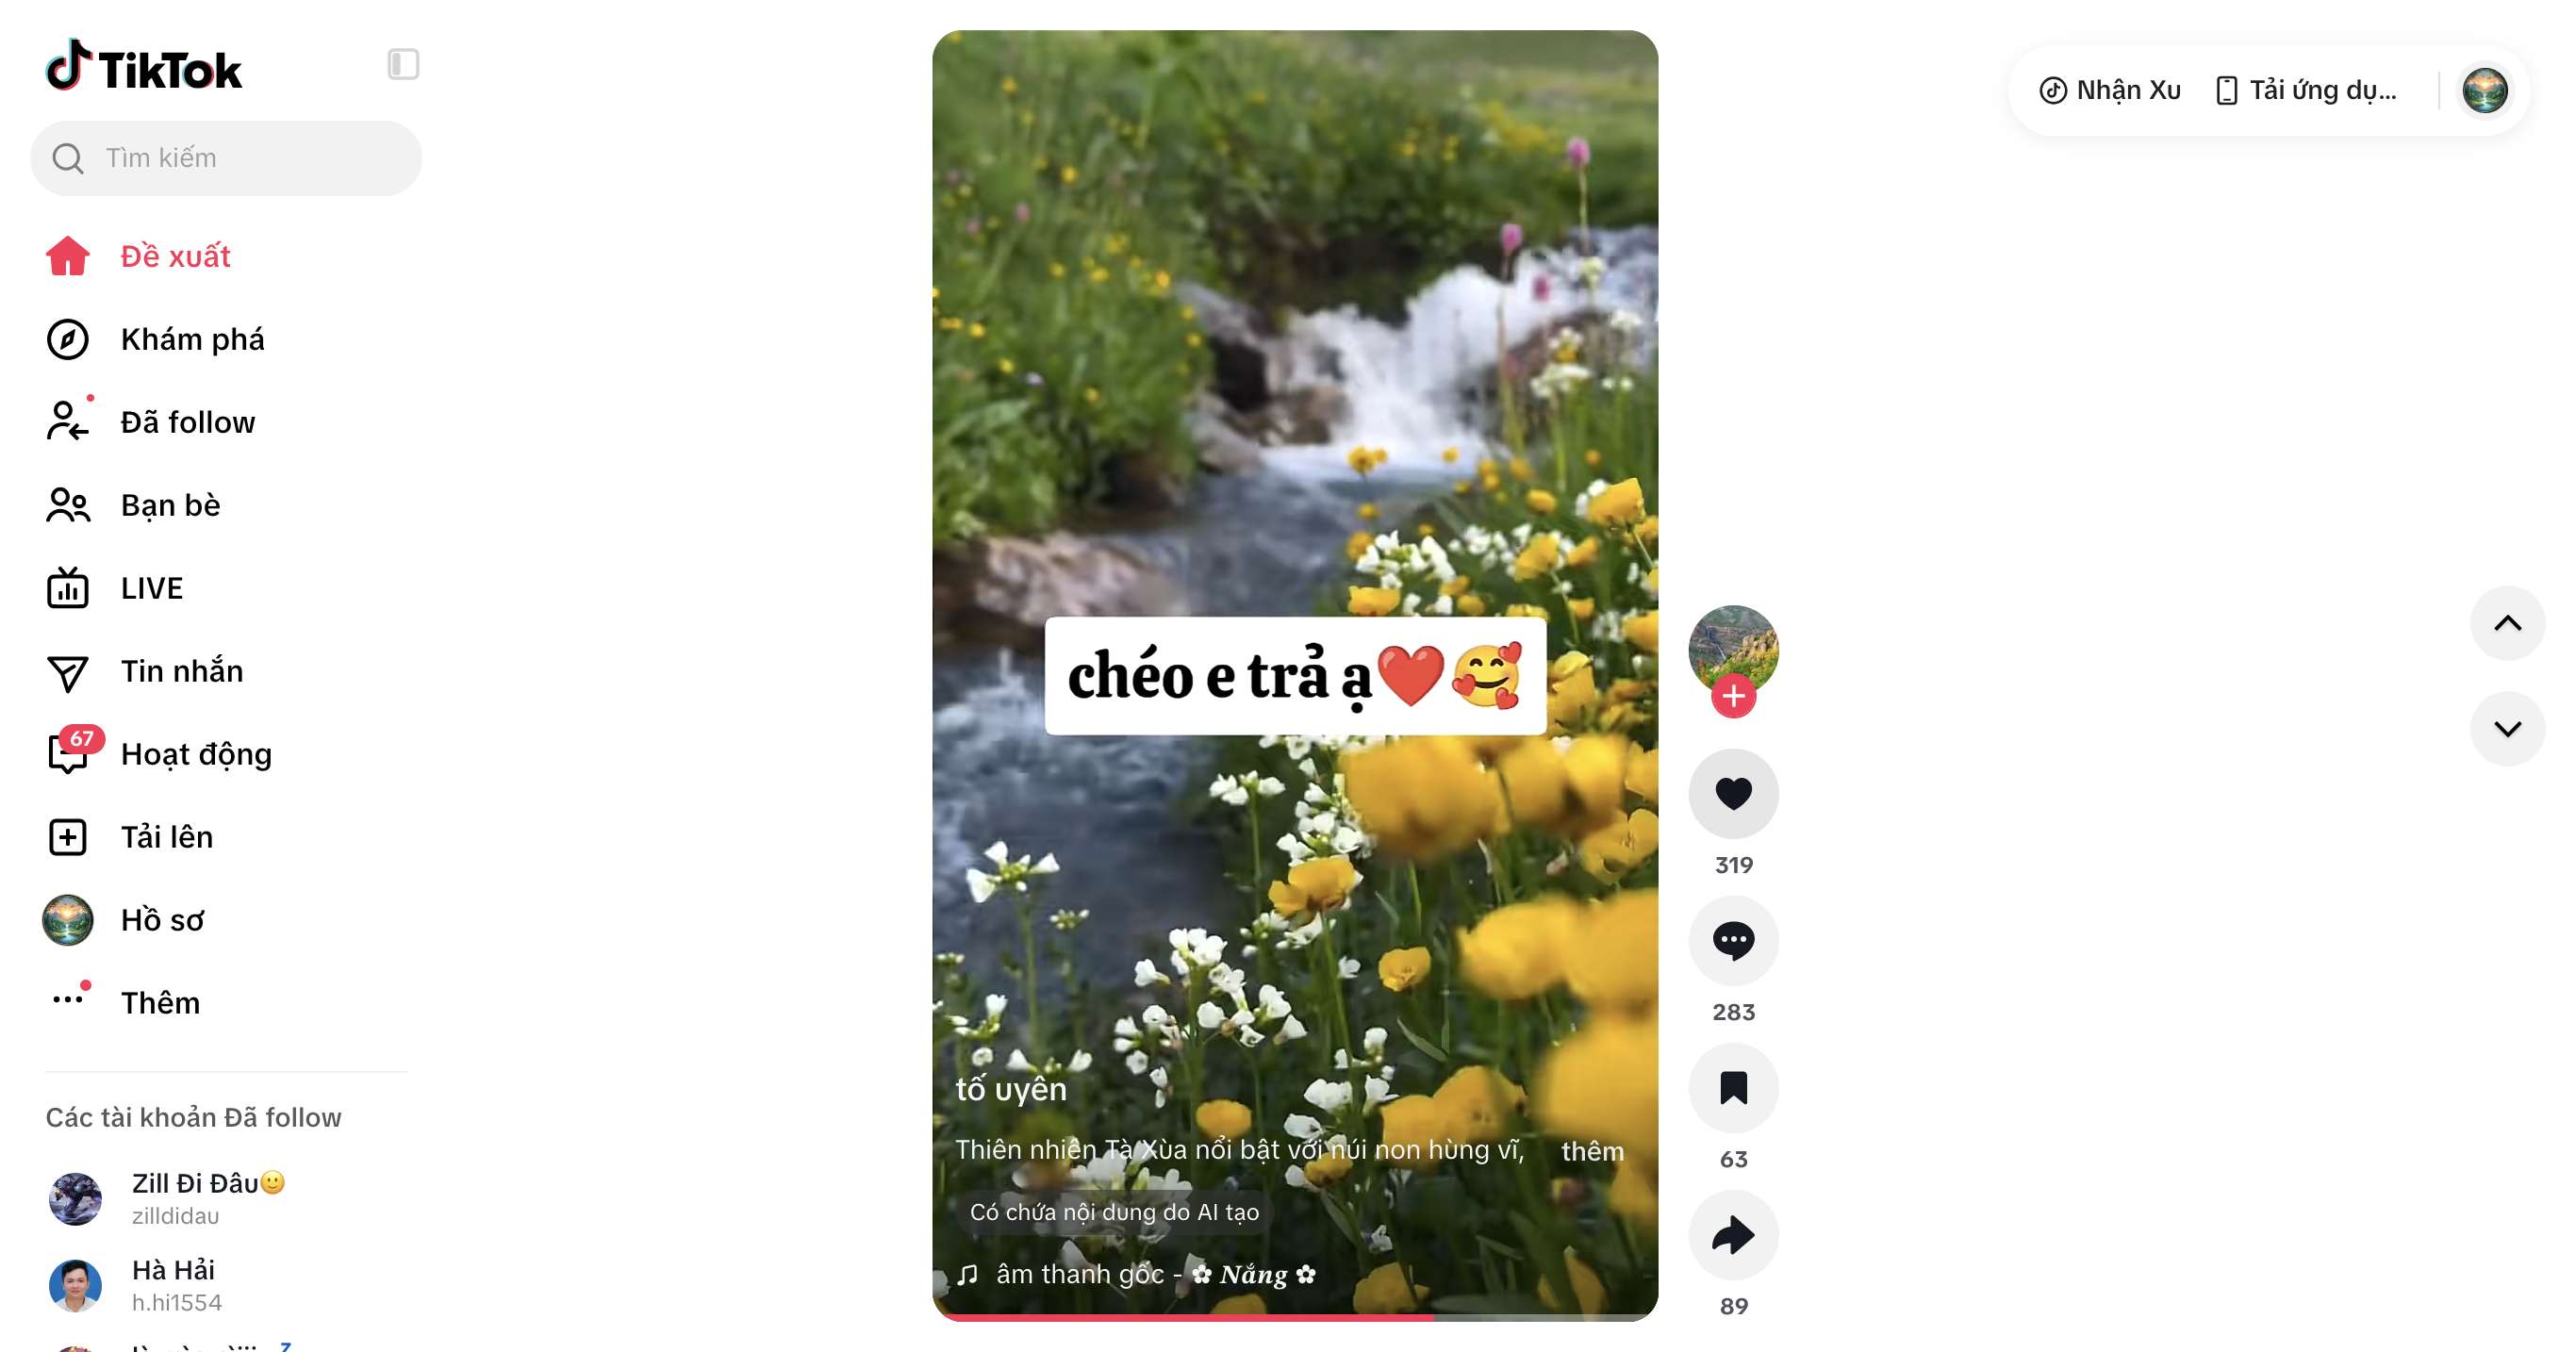 TikTok
Tìm kiếm
Đề xuất
Khám phá
Đã follow
Bạn bè
LIVE
Tin nhắn
67
Hoạt động
Tải lên
Hồ sơ
Thêm
Các tài khoản Đã follow
Zill Đi Đâu🙂
zilldidau
Hà Hải
h.hi1554
chéo e trả ạ❤️🥰
tố uyên
Thiên nhiên Tà Xùa nổi bật với núi non hùng vĩ, thêm
Có chứa nội dung do AI tạo
âm thanh gốc - ✿ Nắng ✿
319
283
63
89
Nhận Xu
Tải ứng dụ...